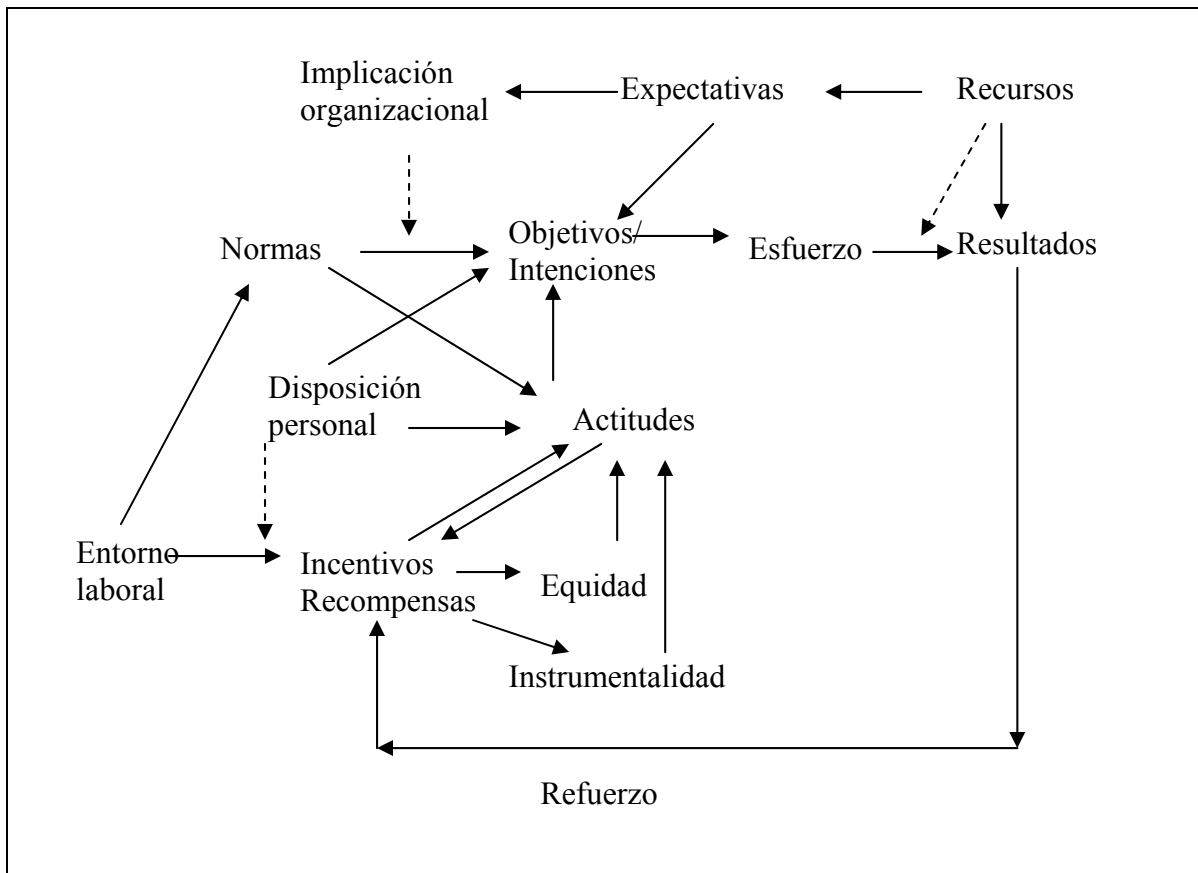 Implicación
organizacional
Expectativas
Recursos
Normas
Objetivos/
Intenciones
Esfuerzo
Resultados
Disposición
personal
Actitudes
Entorno
laboral
Incentivos
Recompensas
Equidad
Instrumentalidad
Refuerzo